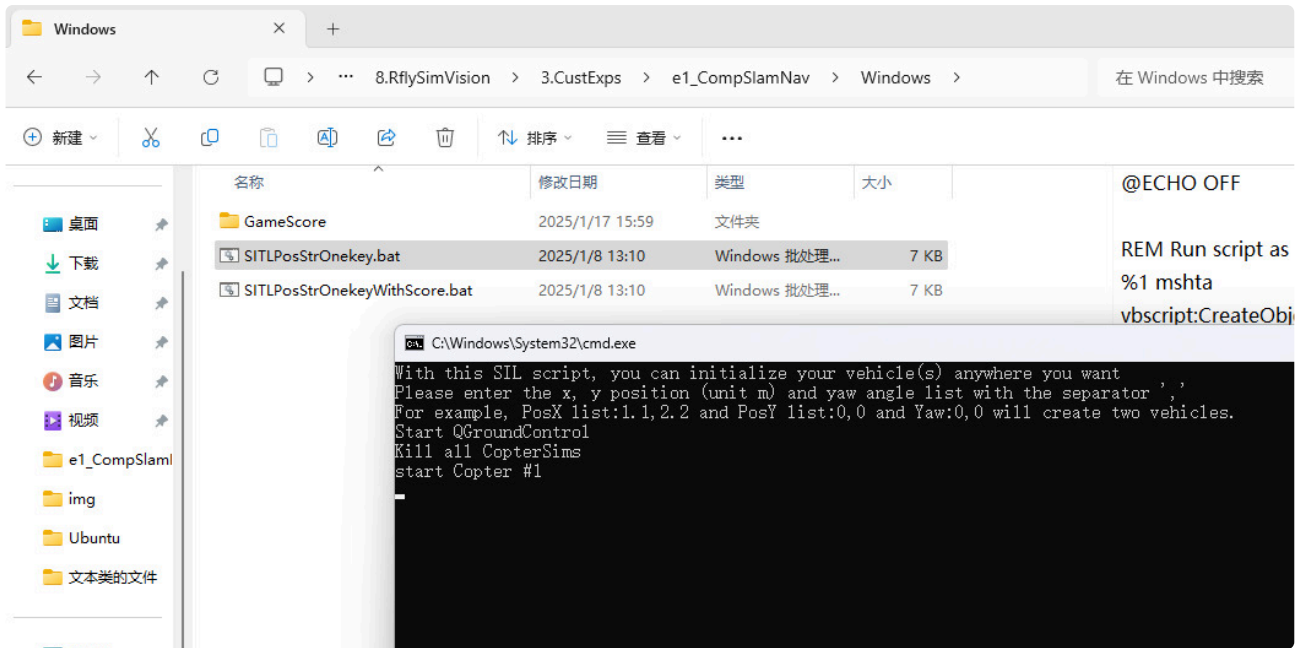 Windows
8.RflySimVision > 3.CustExps > e1_CompSlamNav > Windows >
在 Windows 中搜索
新建
排序
查看
名称
修改日期
类型
大小
桌面
下载
文档
图片
音乐
视频
e1_CompSlam
img
Ubuntu
文本类的文件
GameScore 2025/1/17 15:59 文件夹
SITLPosStrOnekey.bat 2025/1/8 13:10 Windows 批处理... 7 KB
SITLPosStrOnekeyWithScore.bat 2025/1/8 13:10 Windows 批处理... 7 KB
@ECHO OFF
REM Run script as
%1 mshta
vbscript:CreateObj
C:\Windows\System32\cmd.exe
With this SIL script, you can initialize your vehicle(s) anywhere you want
Please enter the x, y position (unit m) and yaw angle list with the separator ','
For example, PosX list:1.1,2.2 and PosY list:0,0 and Yaw:0,0 will create two vehicles.
Start QGroundControl
Kill all CopterSims
start Copter #1